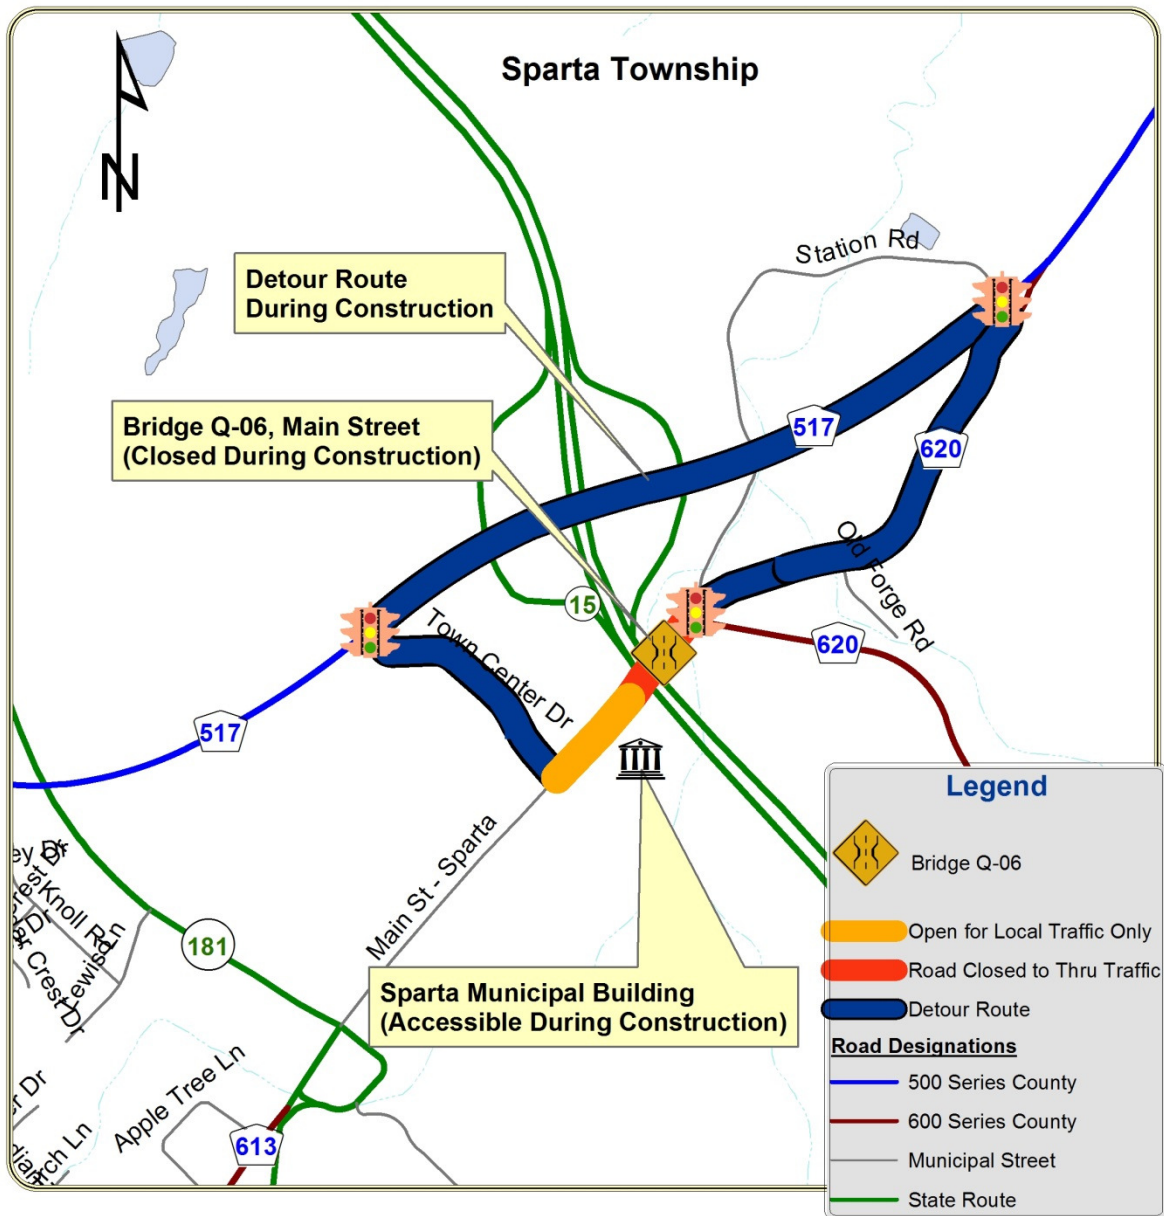 Sparta Township
N
Station Rd
Detour Route
During Construction
Bridge Q-06, Main Street
(Closed During Construction)
517
620
Old Forge Rd
15
Town Center Dr
620
517
Main St - Sparta
Knoll Rd
Crest Dr
181
Sparta Municipal Building
(Accessible During Construction)
Apple Tree Ln
613
Legend
Bridge Q-06
Open for Local Traffic Only
Road Closed to Thru Traffic
Detour Route
Road Designations
500 Series County
600 Series County
Municipal Street
State Route